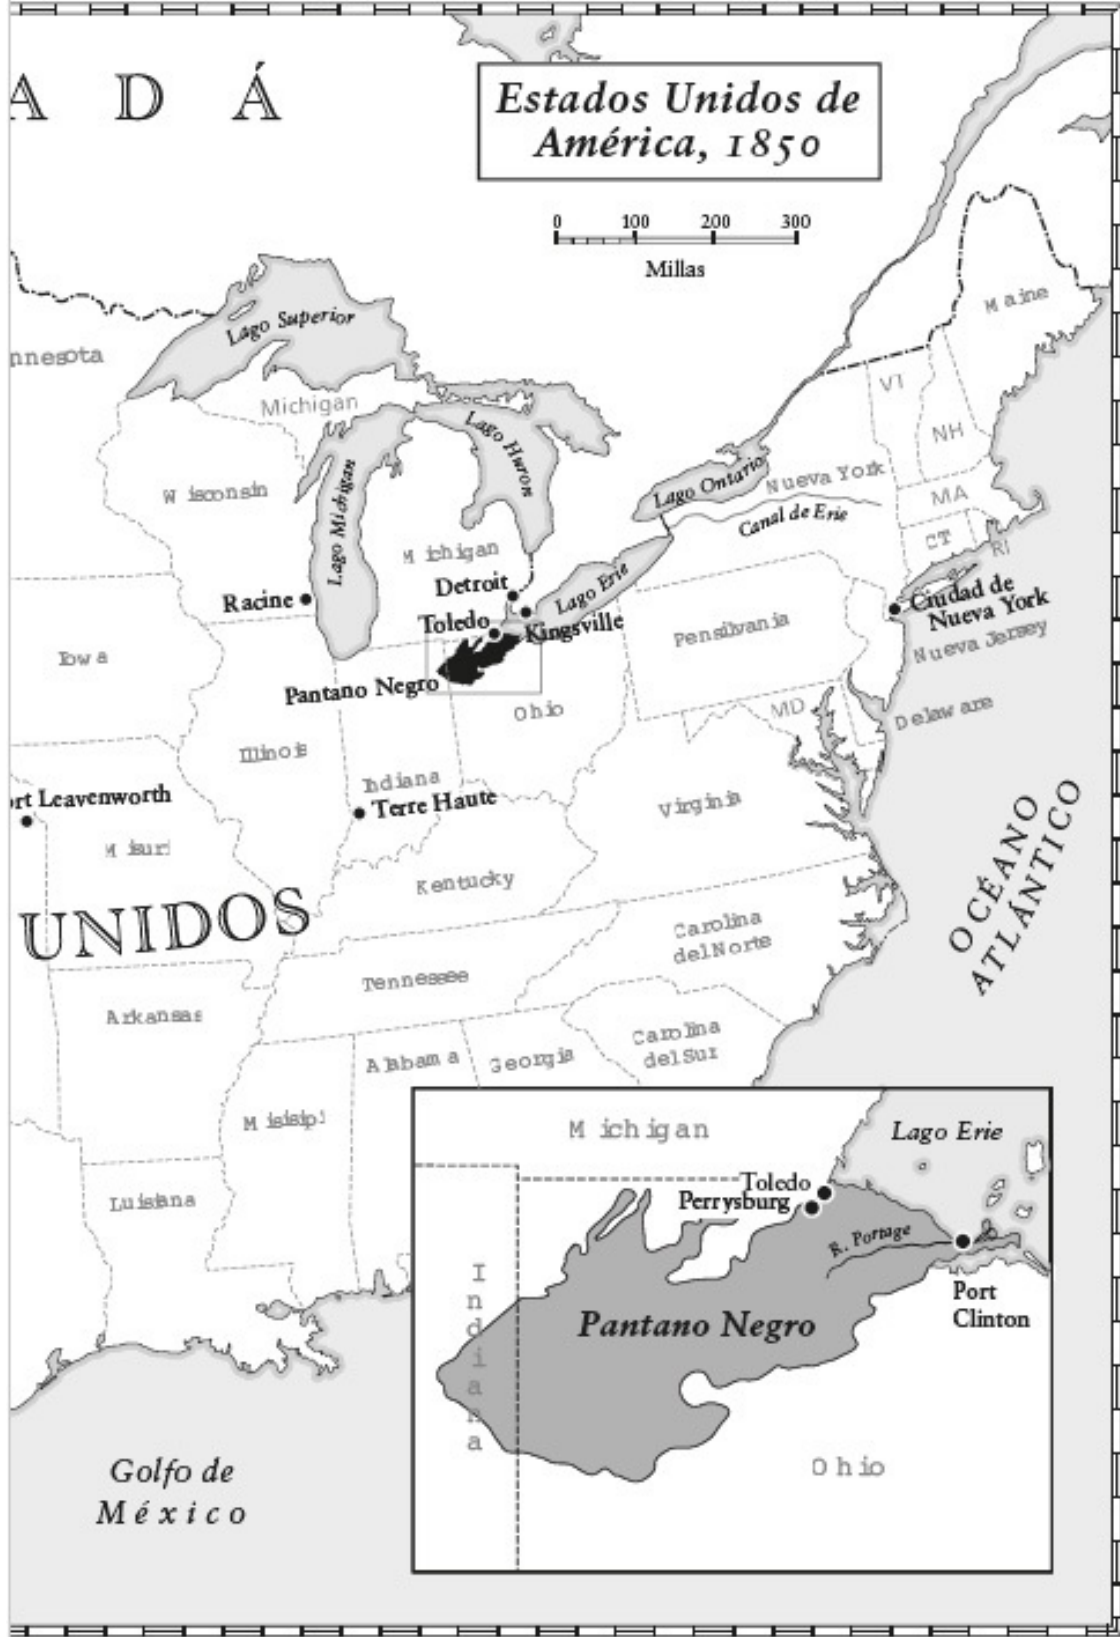 A D Á
Estados Unidos de
América, 1850
0 100 200 300
Millas
Lago Superior
Maine
nnesota
Michigan
VT
NH
Lago Huron
Wisconsin
Lago Michigan
Lago Ontario
Nueva York
MA
Canal de Erie
CT
RI
Michigan
Detroit
Lago Erie
Racine
Toledo
Kingsville
Ciudad de
Nueva York
Pensilvania
Nueva Jersey
Iowa
Pantano Negro
Ohio
MD
Delaware
Illinois
Indiana
Terre Haute
rt Leavenworth
Misuri
Virginia
OCÉANO
ATLÁNTICO
Kentucky
UNIDOS
Carolina
del Norte
Tennessee
Arkansas
Carolina
del Sur
Alabama
Georgia
Misisipi
Luisiana
Golfo de
México
Michigan
Lago Erie
Toledo
Perrysburg
R. Portage
Port
Clinton
Indiana
Pantano Negro
Ohio